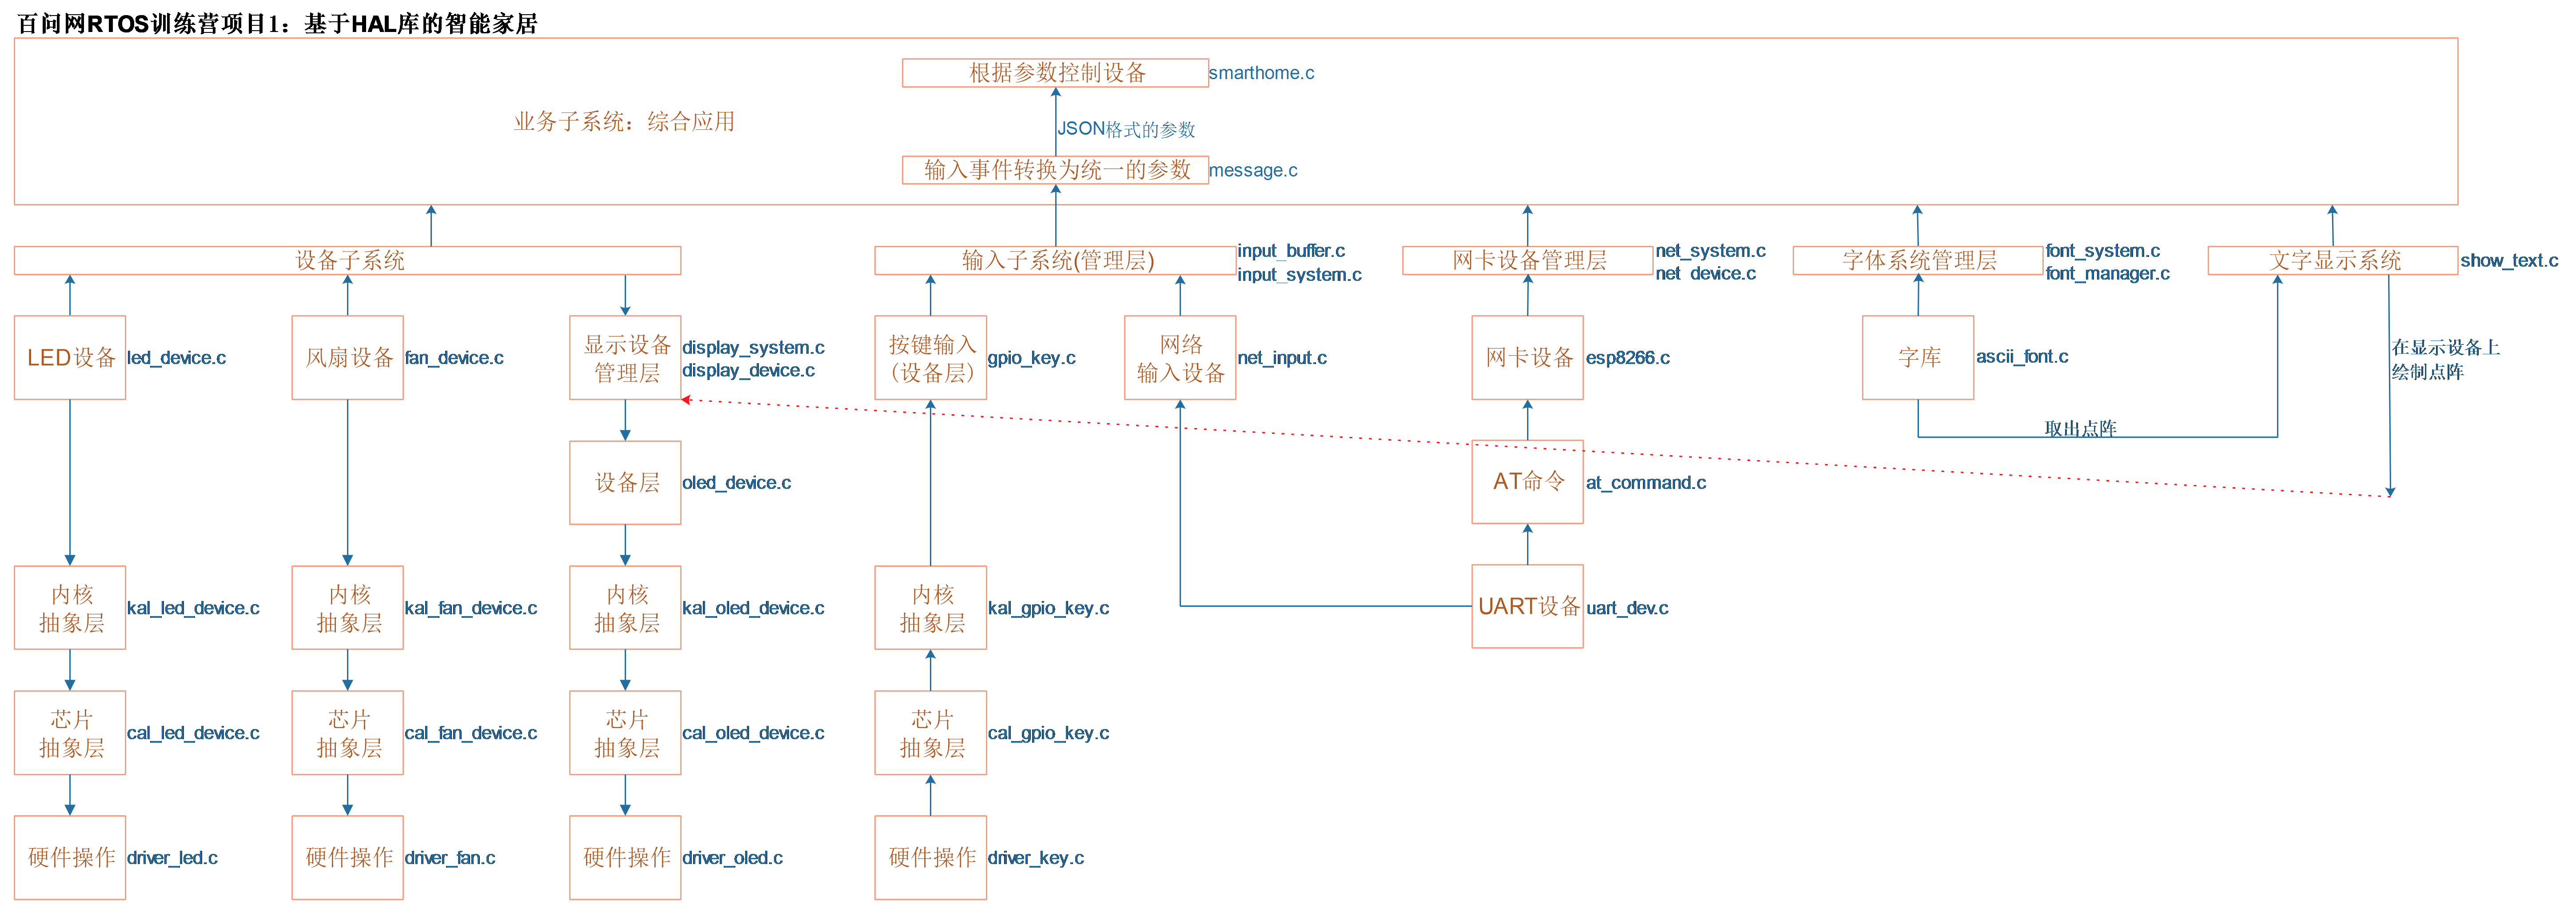 百问网RTOS训练营项目1：基于HAL库的智能家居
根据参数控制设备
smarthome.c
业务子系统：综合应用
JSON格式的参数
输入事件转换为统一的参数
message.c
设备子系统
输入子系统(管理层)
input_buffer.c
input_system.c
网卡设备管理层
net_system.c
net_device.c
字体系统管理层
font_system.c
font_manager.c
文字显示系统
show_text.c
LED设备
led_device.c
风扇设备
fan_device.c
显示设备
管理层
display_system.c
display_device.c
按键输入
（设备层）
gpio_key.c
网络
输入设备
net_input.c
网卡设备
esp8266.c
字库
ascii_font.c
在显示设备上
绘制点阵
取出点阵
设备层
oled_device.c
AT命令
at_command.c
内核
抽象层
kal_led_device.c
内核
抽象层
kal_fan_device.c
内核
抽象层
kal_oled_device.c
内核
抽象层
kal_gpio_key.c
UART设备
uart_dev.c
芯片
抽象层
cal_led_device.c
芯片
抽象层
cal_fan_device.c
芯片
抽象层
cal_oled_device.c
芯片
抽象层
cal_gpio_key.c
硬件操作
driver_led.c
硬件操作
driver_fan.c
硬件操作
driver_oled.c
硬件操作
driver_key.c